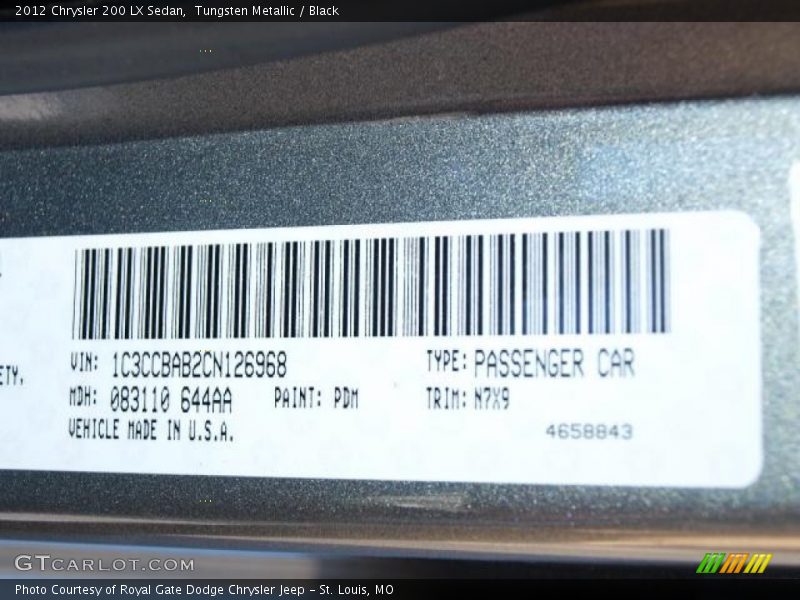 2012 Chrysler 200 LX Sedan,  Tungsten Metallic / Black
VIN: 1C3CCBAB2CN126968 TYPE: PASSENGER CAR
ETY,
MDH: 083110 644AA PAINT: PDM TRIM: N7X9
VEHICLE MADE IN U.S.A. 4658843
GTCARLOT.COM
Photo Courtesy of Royal Gate Dodge Chrysler Jeep – St. Louis, MO